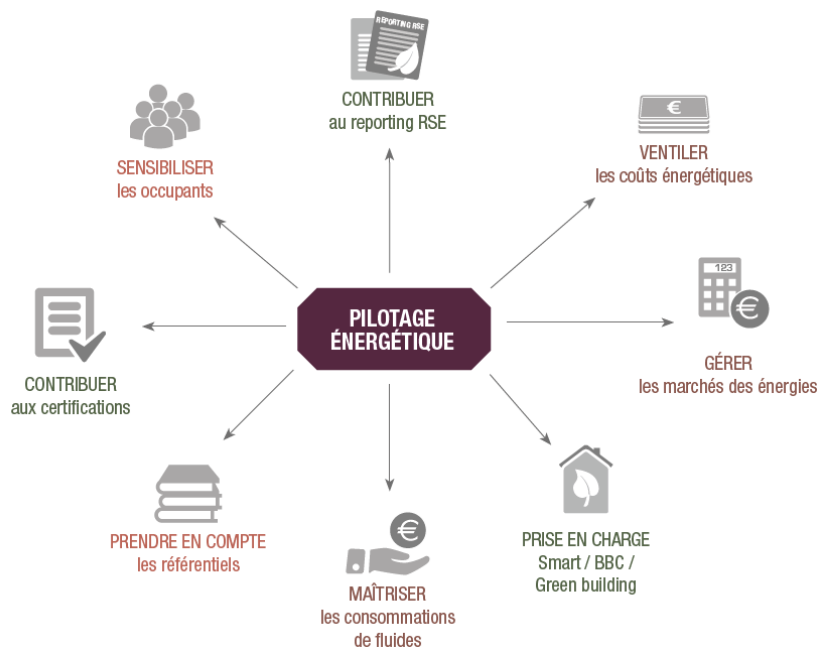 REPORTING RSE
CONTRIBUER
au reporting RSE
SENSIBILISER
les occupants
€
VENTILER
les coûts énergétiques
123
€
GÉRER
les marchés des énergies
PILOTAGE
ÉNERGÉTIQUE
CONTRIBUER
aux certifications
PRENDRE EN COMPTE
les référentiels
€
MAÎTRISER
les consommations
de fluides
PRISE EN CHARGE
Smart / BBC /
Green building